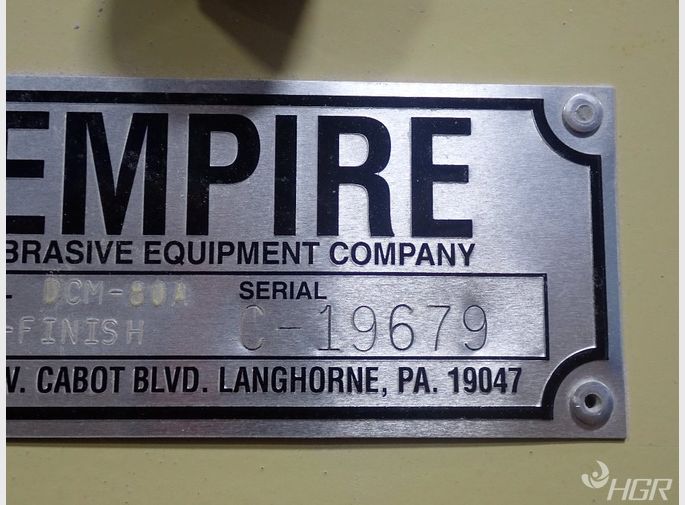 EMPIRE
BRASIVE EQUIPMENT COMPANY
L DCM-80A SERIAL C-19679
-FINISH
W. CABOT BLVD. LANGHORNE, PA. 19047
HGR